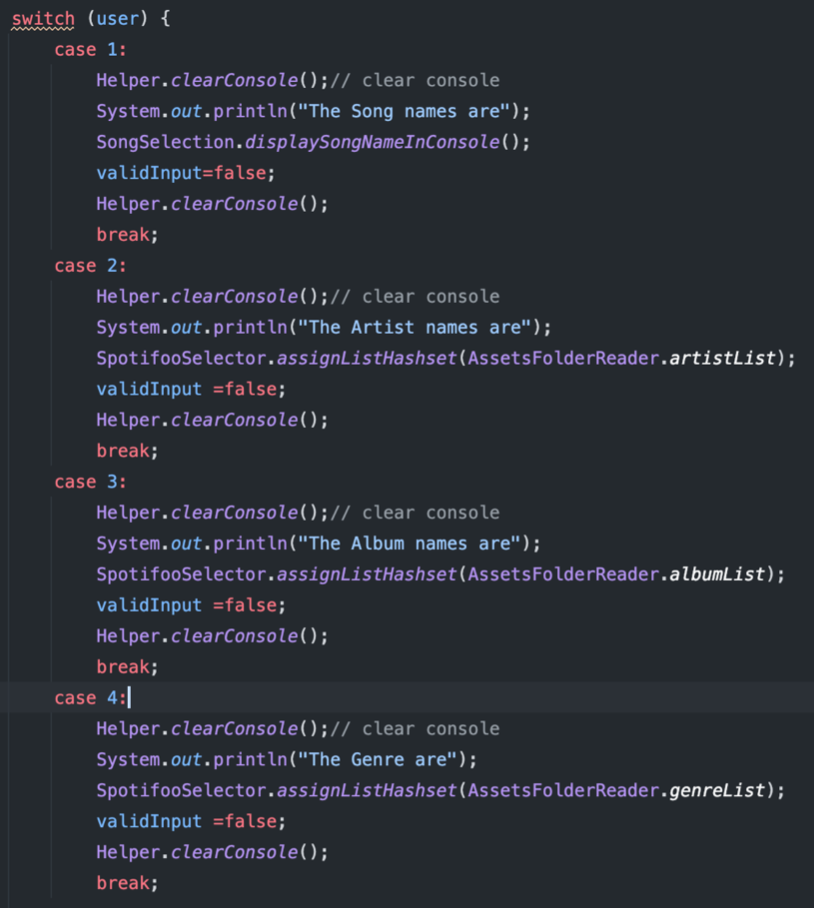 switch (user) {
    case 1:
        Helper.clearConsole();// clear console
        System.out.println("The Song names are");
        SongSelection.displaySongNameInConsole();
        validInput=false;
        Helper.clearConsole();
        break;
    case 2:
        Helper.clearConsole();// clear console
        System.out.println("The Artist names are");
        SpotifooSelector.assignListHashset(AssetsFolderReader.artistList);
        validInput =false;
        Helper.clearConsole();
        break;
    case 3:
        Helper.clearConsole();// clear console
        System.out.println("The Album names are");
        SpotifooSelector.assignListHashset(AssetsFolderReader.albumList);
        validInput =false;
        Helper.clearConsole();
        break;
    case 4:
        Helper.clearConsole();// clear console
        System.out.println("The Genre are");
        SpotifooSelector.assignListHashset(AssetsFolderReader.genreList);
        validInput =false;
        Helper.clearConsole();
        break;